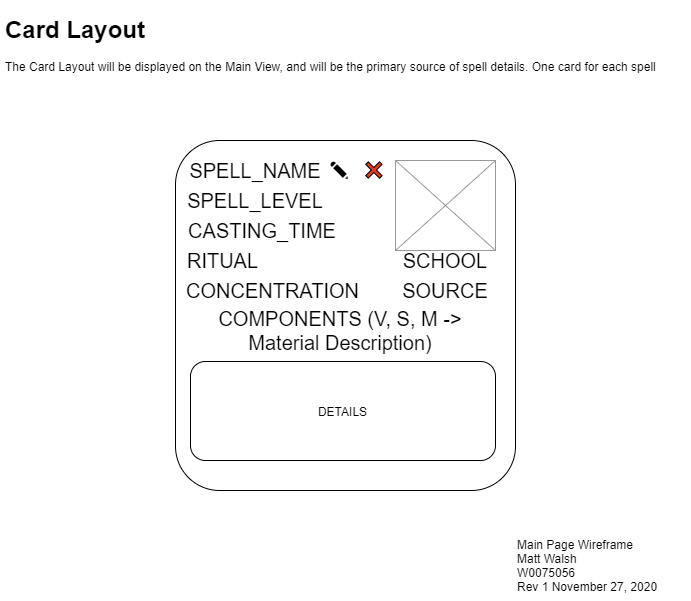 Card Layout
The Card Layout will be displayed on the Main View, and will be the primary source of spell details. One card for each spell
SPELL_NAME
SPELL_LEVEL
CASTING_TIME
RITUAL
SCHOOL
CONCENTRATION
SOURCE
COMPONENTS (V, S, M ->
Material Description)
DETAILS
Main Page Wireframe
Matt Walsh
W0075056
Rev 1 November 27, 2020